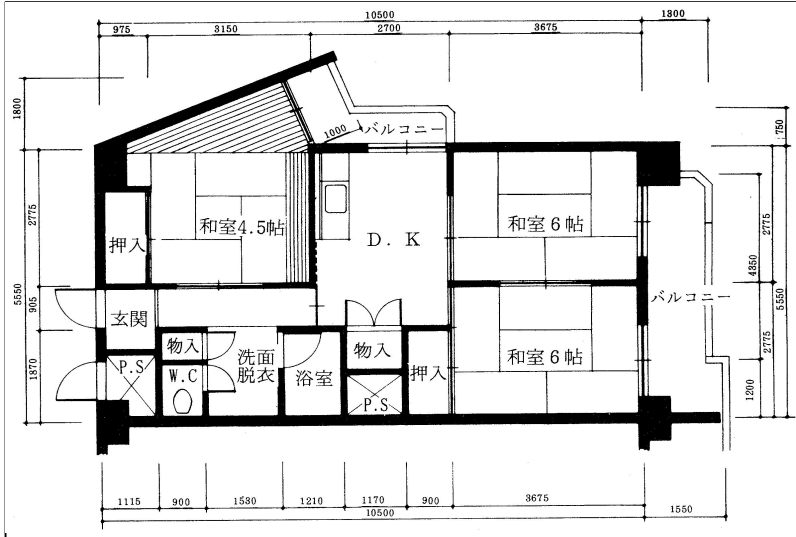 10500
1800
975
3150
2700
3675
1800
750
1000
バルコニー
2775
和室4.5帖
D．K
和室６帖
2775
押入
4350
5550
905
玄関
バルコニー
5550
物入
洗面
脱衣
物入
和室６帖
2775
1870
P.S
W.C
浴室
押入
P.S
1200
1115
900
1580
1210
1170
900
3675
1550
10500